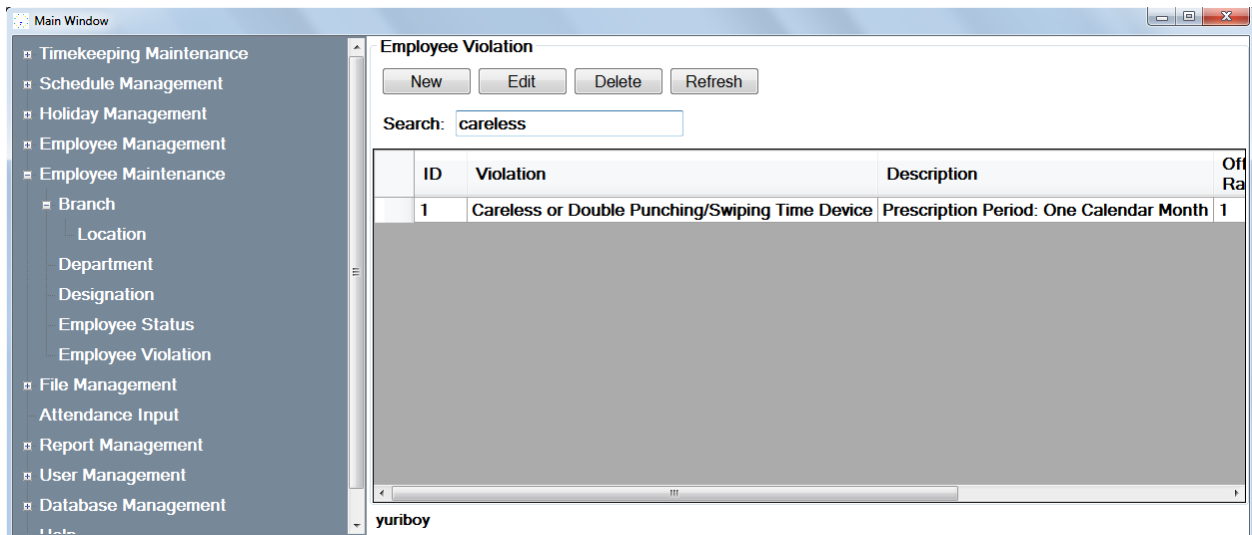 Main Window
Timekeeping Maintenance
Schedule Management
Holiday Management
Employee Management
Employee Maintenance
Branch
Location
Department
Designation
Employee Status
Employee Violation
File Management
Attendance Input
Report Management
User Management
Database Management
Help
Employee Violation
New Edit Delete Refresh
Search: careless
ID Violation Description Off
Ra
1 Careless or Double Punching/Swiping Time Device Prescription Period: One Calendar Month 1
yuriboy